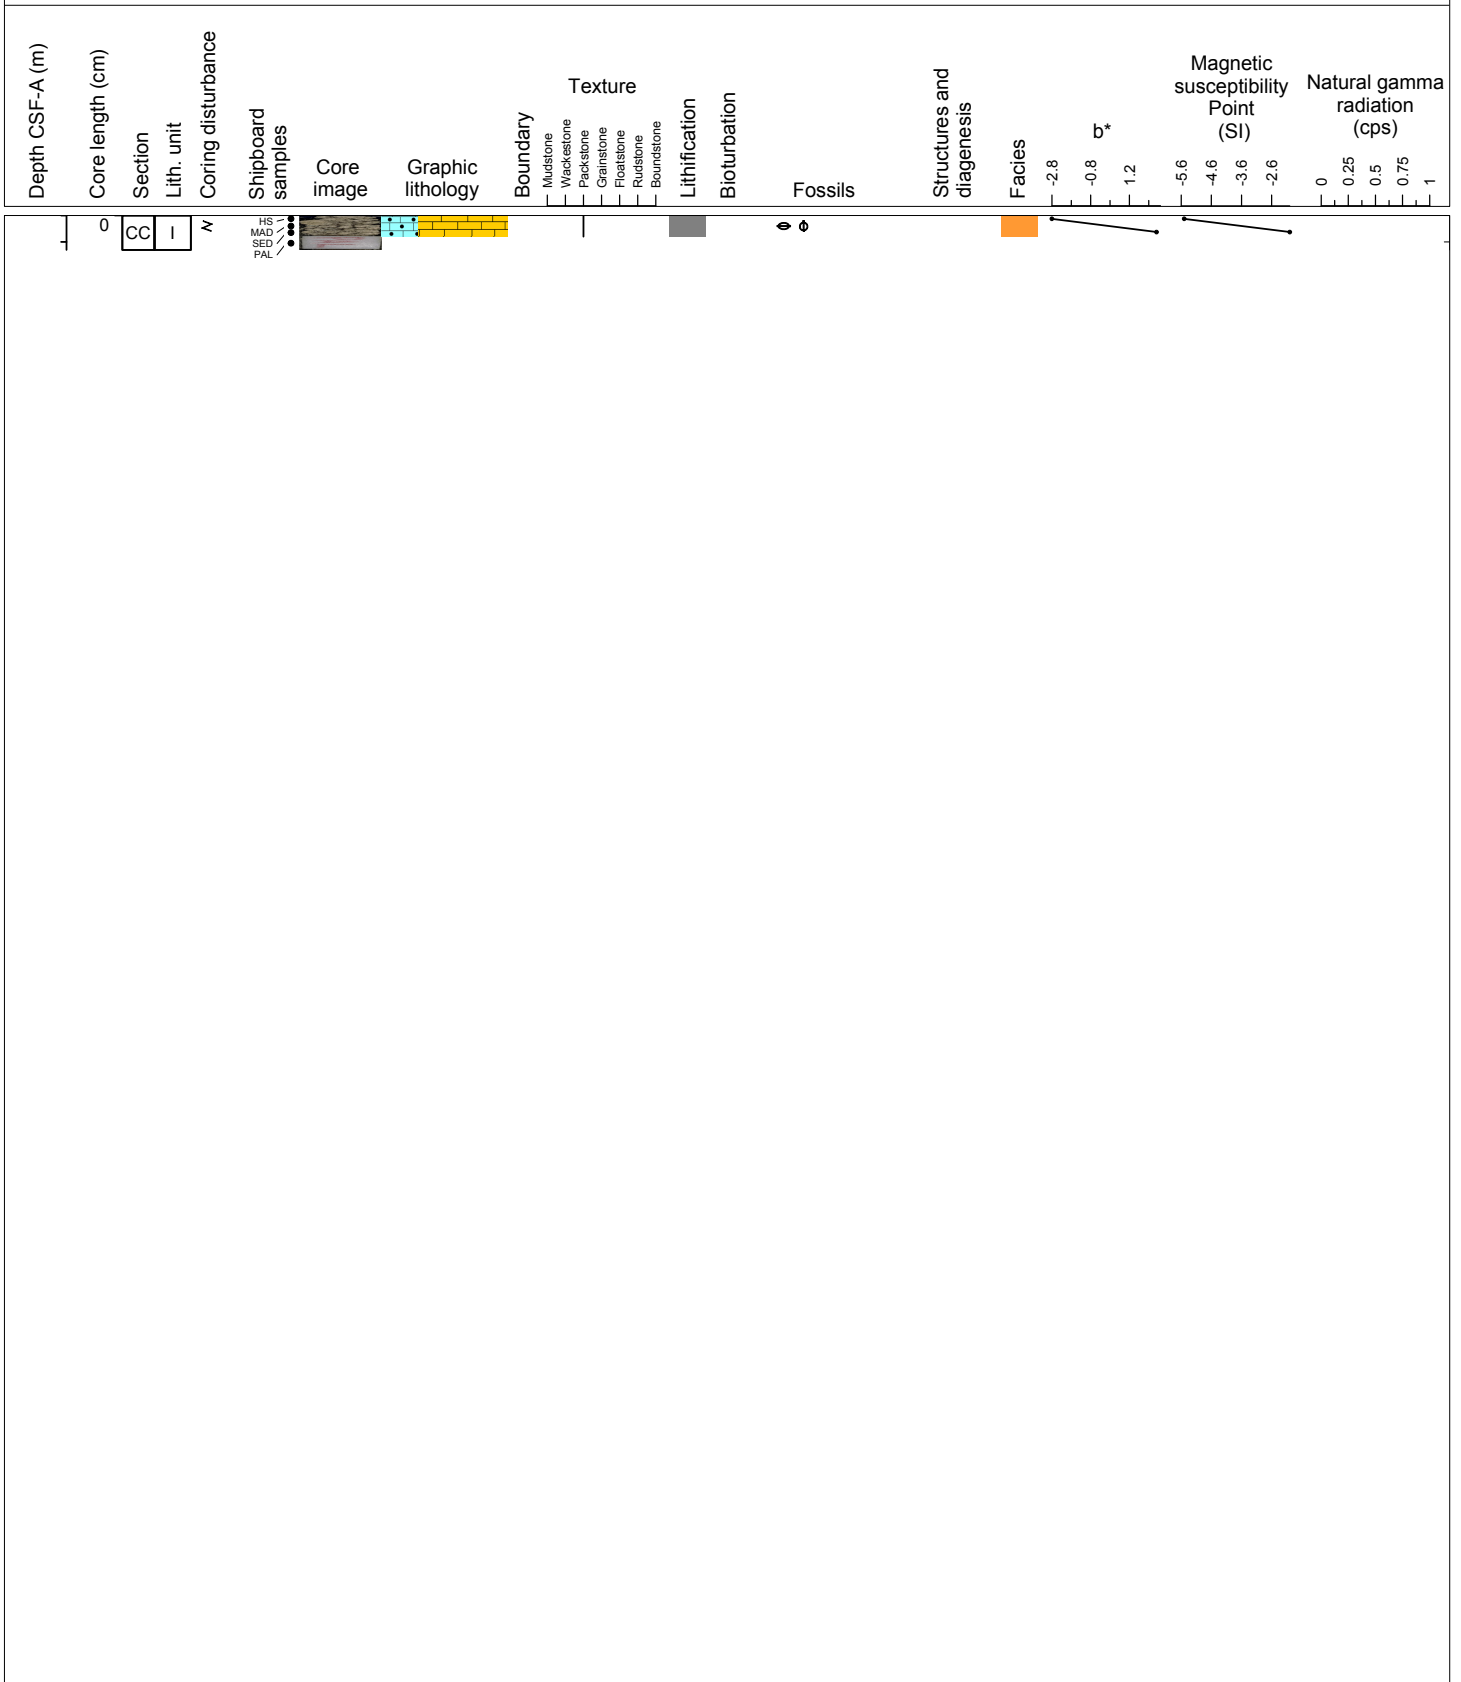 Depth CSF-A (m)
Core length (cm)
Section
Lith. unit
Coring disturbance
Shipboard
samples
Core
image
Graphic
lithology
Boundary
Texture
Mudstone
Wackestone
Packstone
Grainstone
Floatstone
Rudstone
Boundstone
Lithification
Bioturbation
Fossils
Structures and
diagenesis
Facies
b*
-2.8
-0.8
1.2
Magnetic
susceptibility
Point
(SI)
-5.6
-4.6
-3.6
-2.6
Natural gamma
radiation
(cps)
0
0.25
0.5
0.75
1
0
CC
I
HS
MAD
SED
PAL